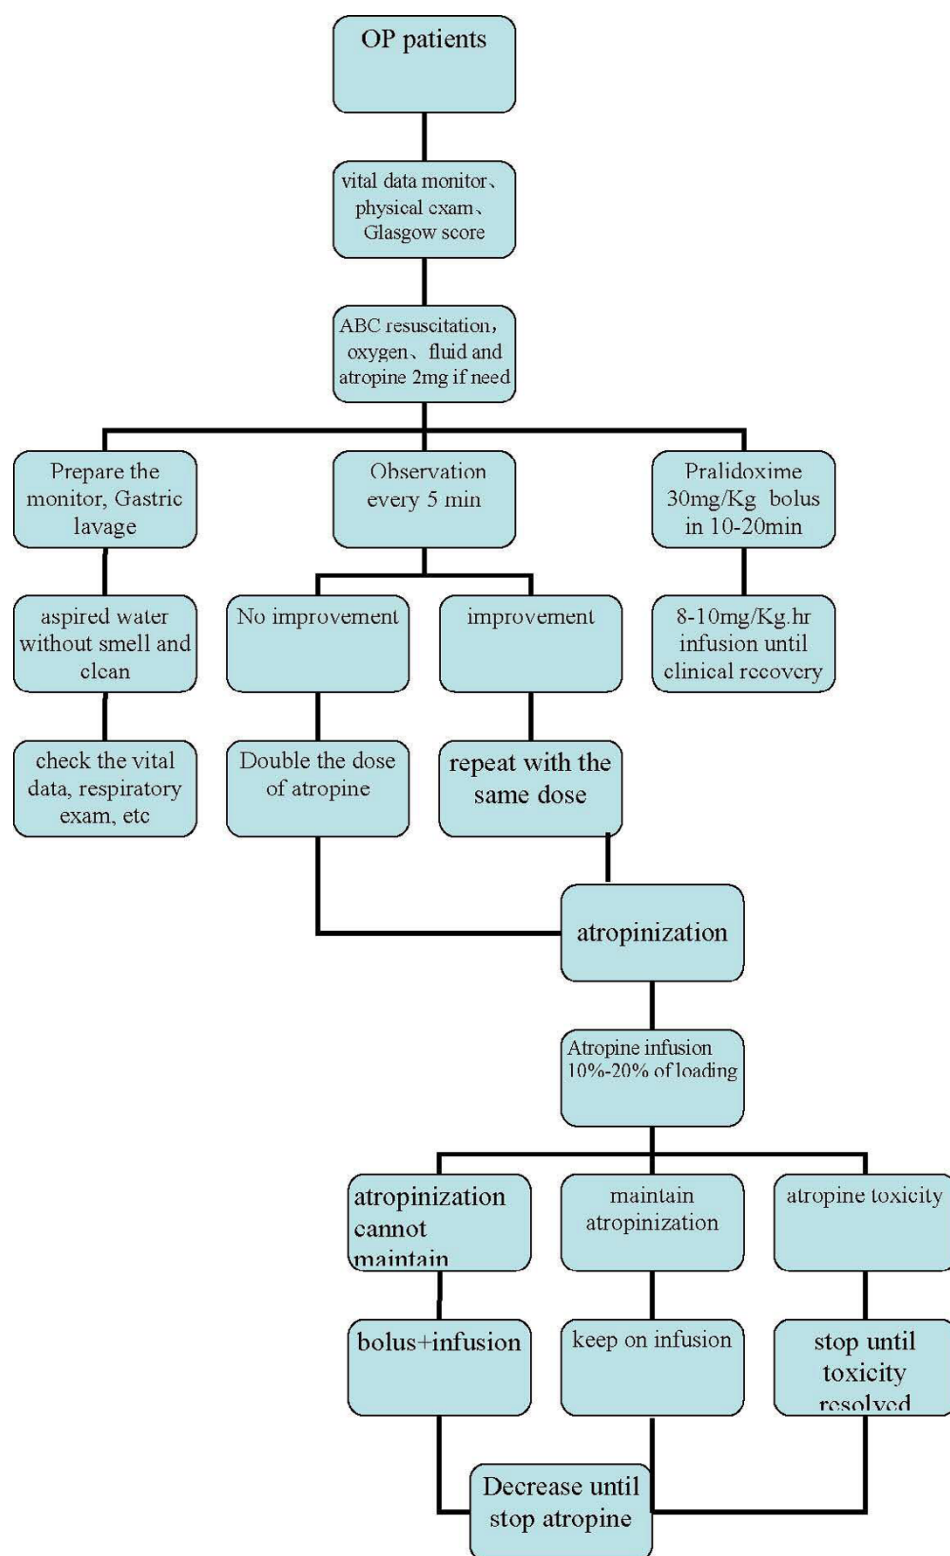 OP patients
vital data monitor、
physical exam、
Glasgow score
ABC resuscitation，
oxygen、fluid and
atropine 2mg if need
Prepare the
monitor, Gastric
lavage
Observation
every 5 min
Pralidoxime
30mg/Kg bolus
in 10-20min
aspired water
without smell and
clean
No improvement
improvement
8-10mg/Kg.hr
infusion until
clinical recovery
check the vital
data, respiratory
exam, etc
Double the dose
of atropine
repeat with the
same dose
atropinization
Atropine infusion
10%-20% of loading
atropinization
cannot
maintain
maintain
atropinization
atropine toxicity
bolus+infusion
keep on infusion
stop until
toxicity
resolved
Decrease until
stop atropine